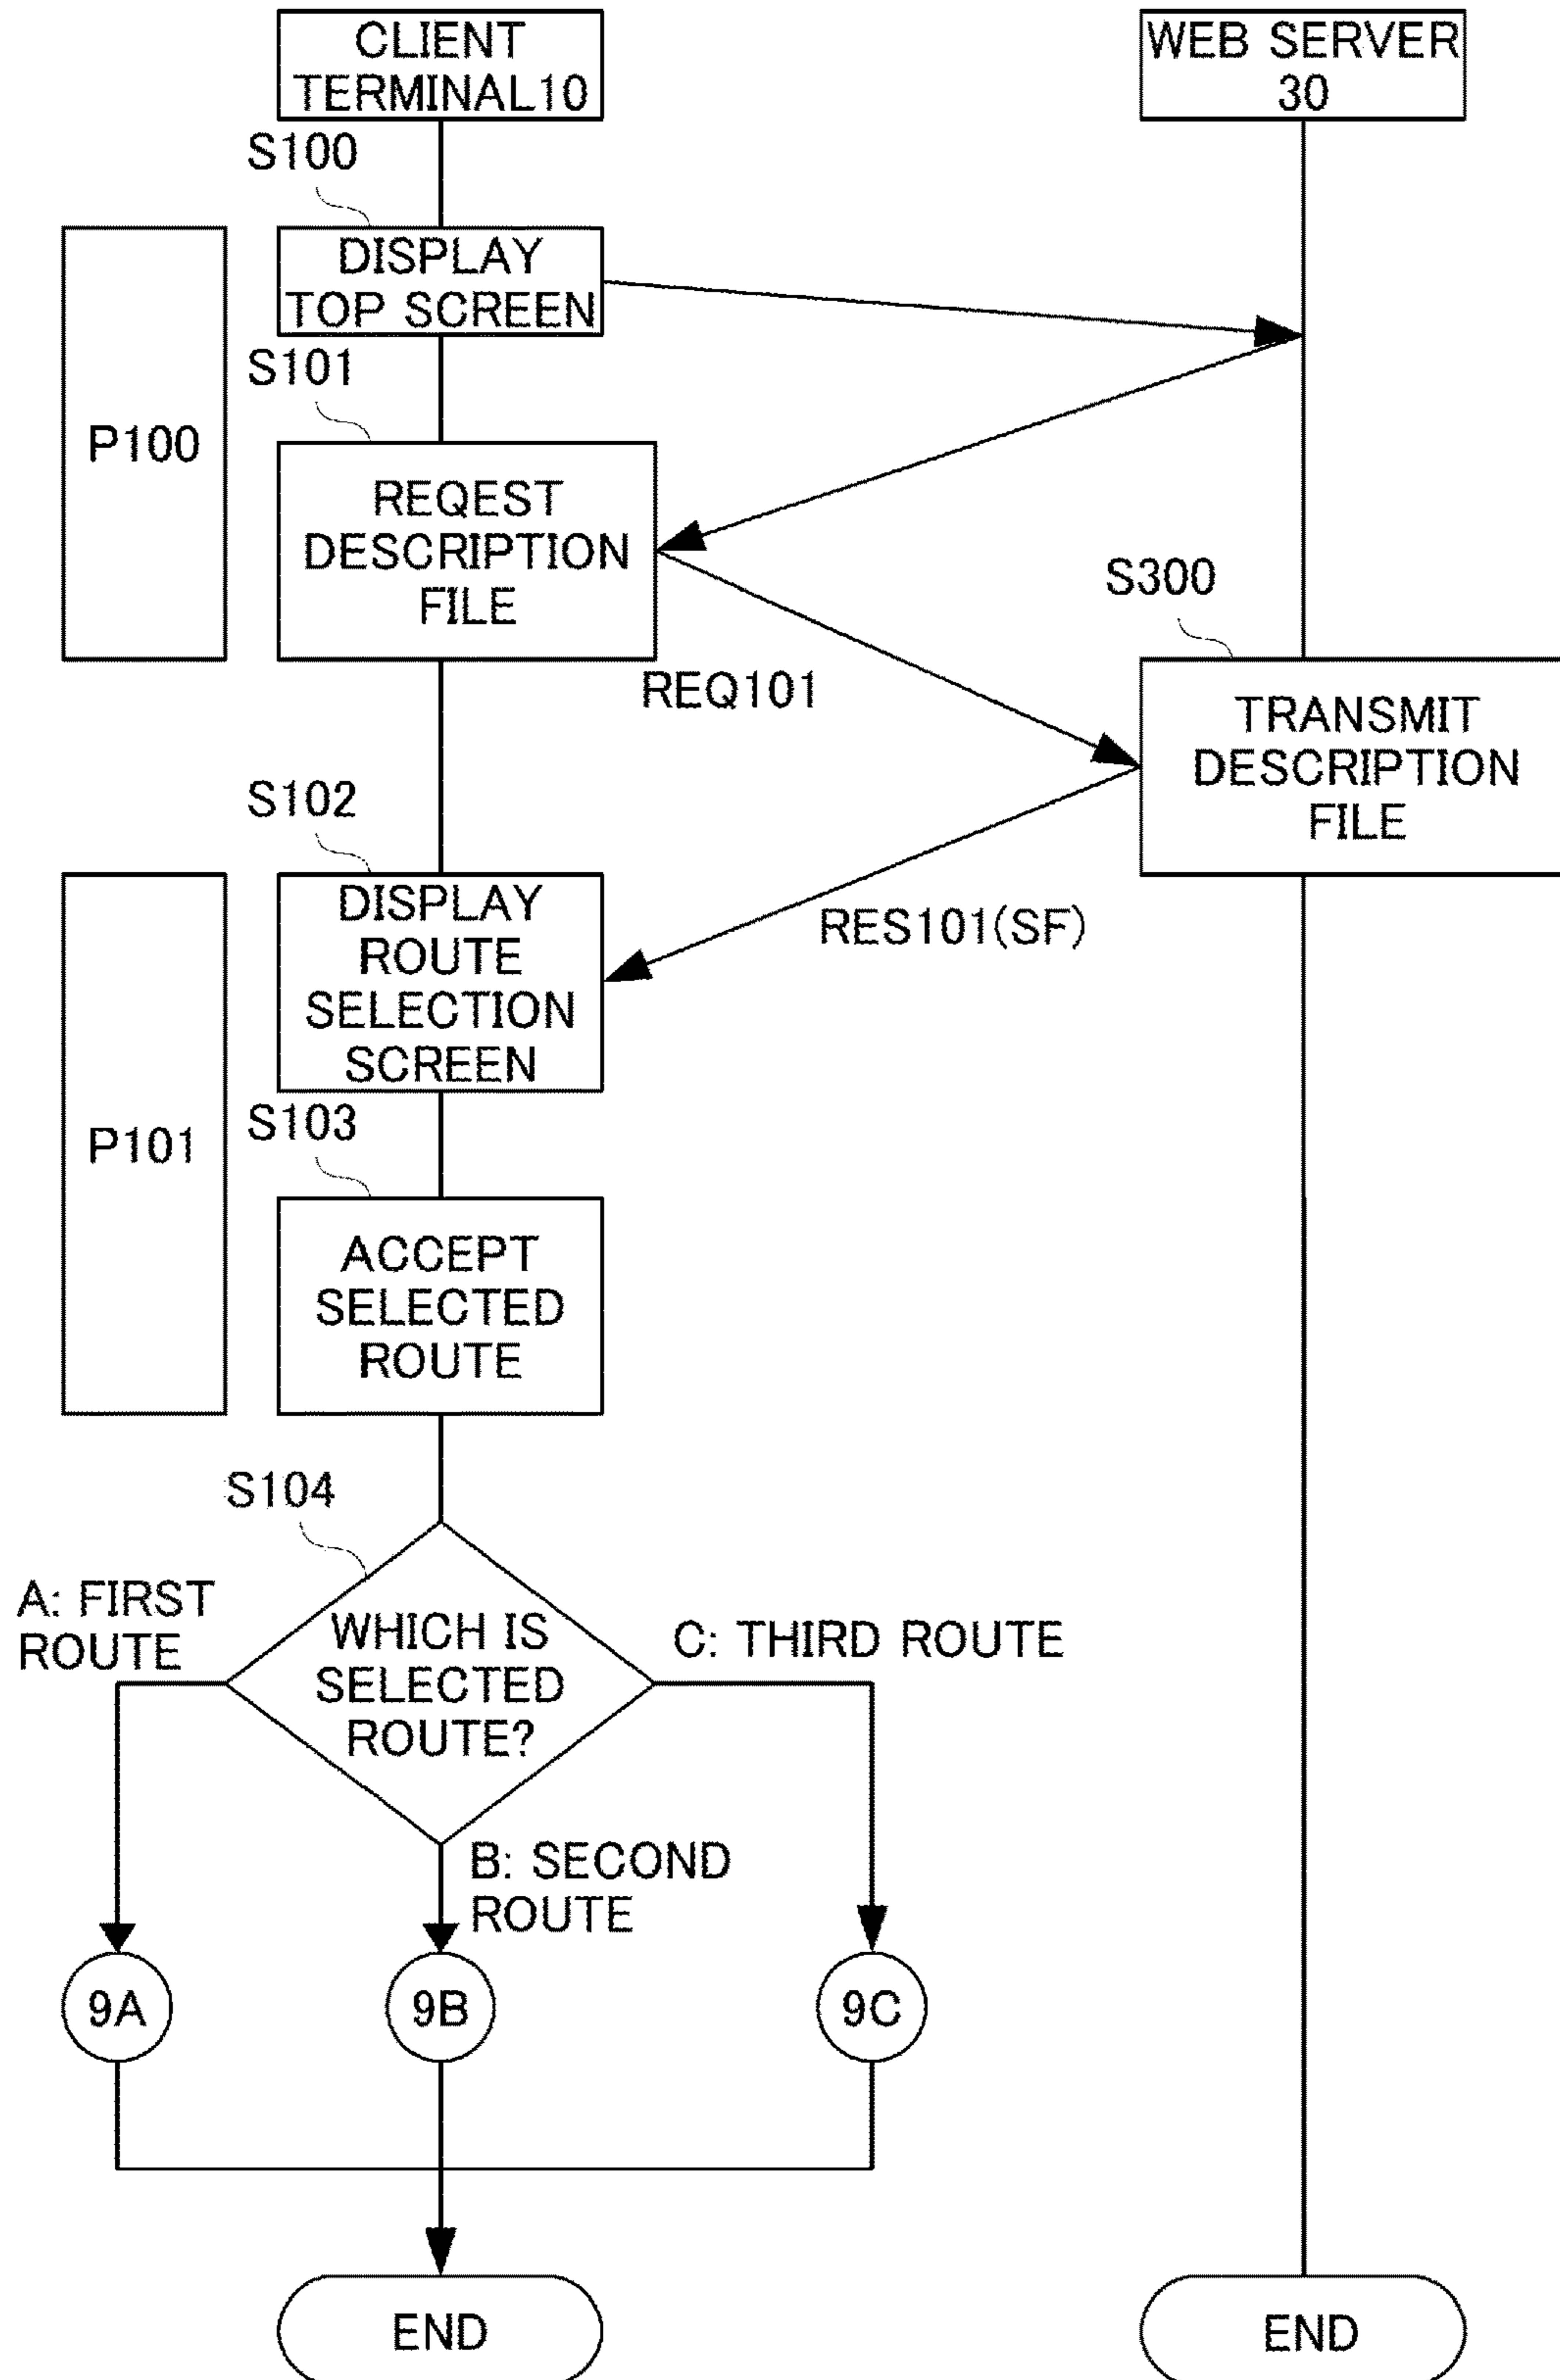 CLIENT
TERMINAL10
WEB SERVER
30
S100
DISPLAY
TOP SCREEN
S101
P100
REQEST
DESCRIPTION
FILE
S300
REQ101
TRANSMIT
DESCRIPTION
FILE
S102
DISPLAY
ROUTE
SELECTION
SCREEN
RES101(SF)
P101
S103
ACCEPT
SELECTED
ROUTE
S104
A: FIRST
ROUTE
WHICH IS
SELECTED
ROUTE?
C: THIRD ROUTE
B: SECOND
ROUTE
9A
9B
9C
END
END